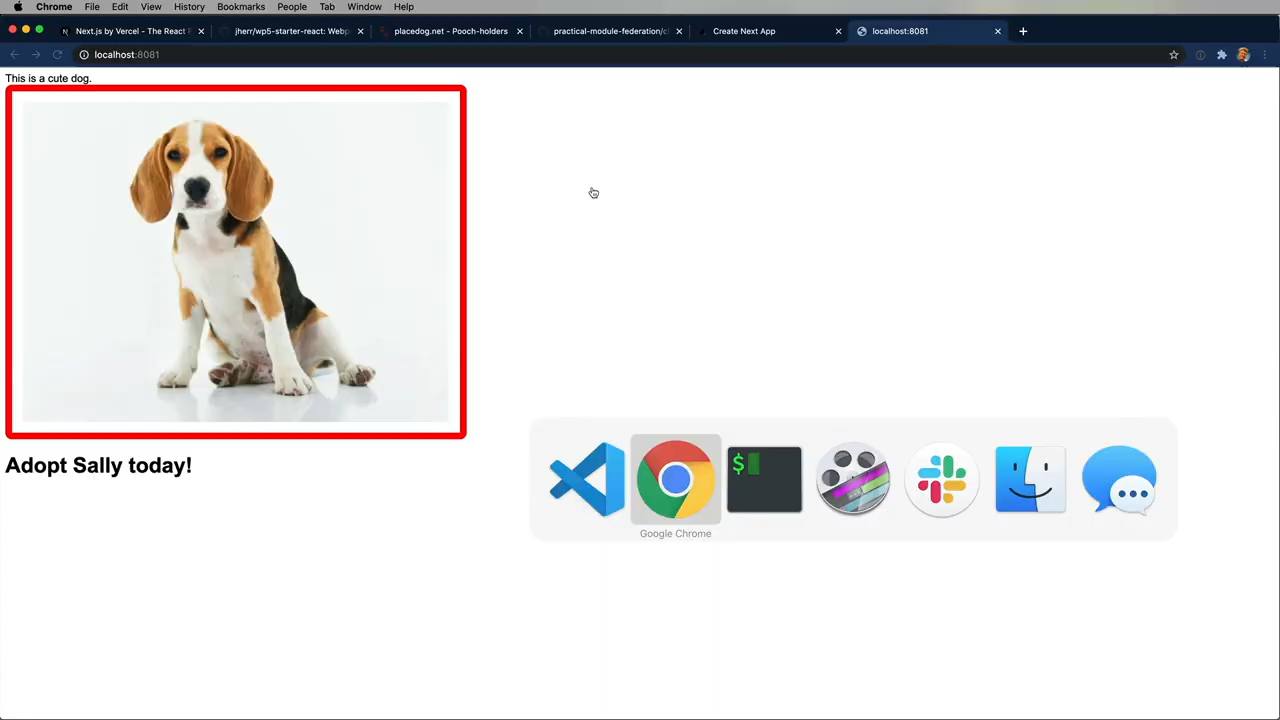 Chrome File Edit View History Bookmarks People Tab Window Help
Next.js by Vercel - The React
jherr/wp5-starter-react: Webp
placedog.net - Pooch-holders
practical-module-federation/cl
Create Next App
localhost:8081
localhost:8081
This is a cute dog.
Adopt Sally today!
$
Google Chrome